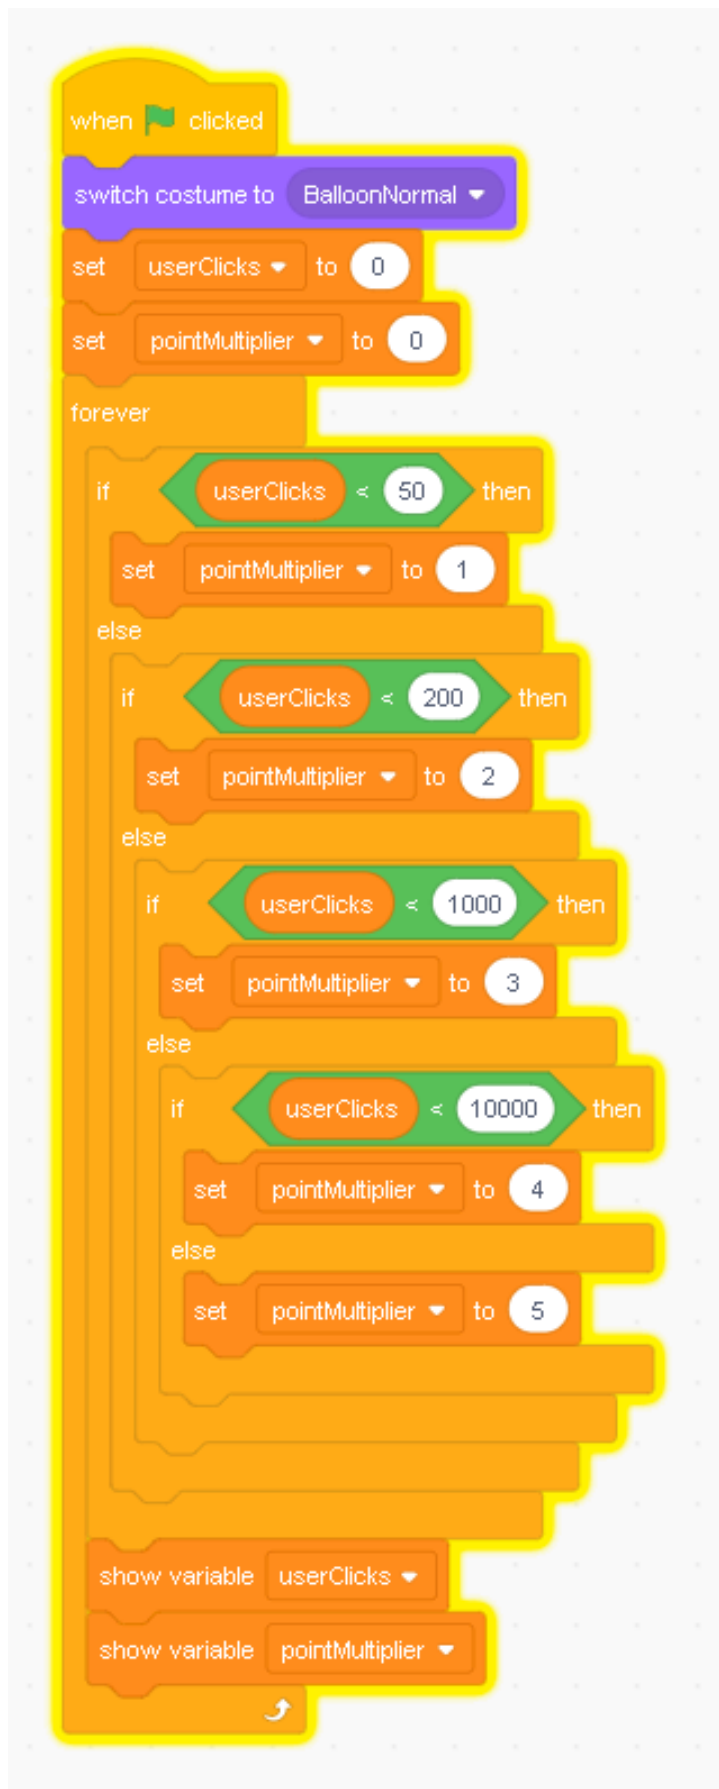 when clicked
switch costume to BalloonNormal
set userClicks to 0
set pointMultiplier to 0
forever
if userClicks < 50 then
set pointMultiplier to 1
else
if userClicks < 200 then
set pointMultiplier to 2
else
if userClicks < 1000 then
set pointMultiplier to 3
else
if userClicks < 10000 then
set pointMultiplier to 4
else
set pointMultiplier to 5
show variable userClicks
show variable pointMultiplier